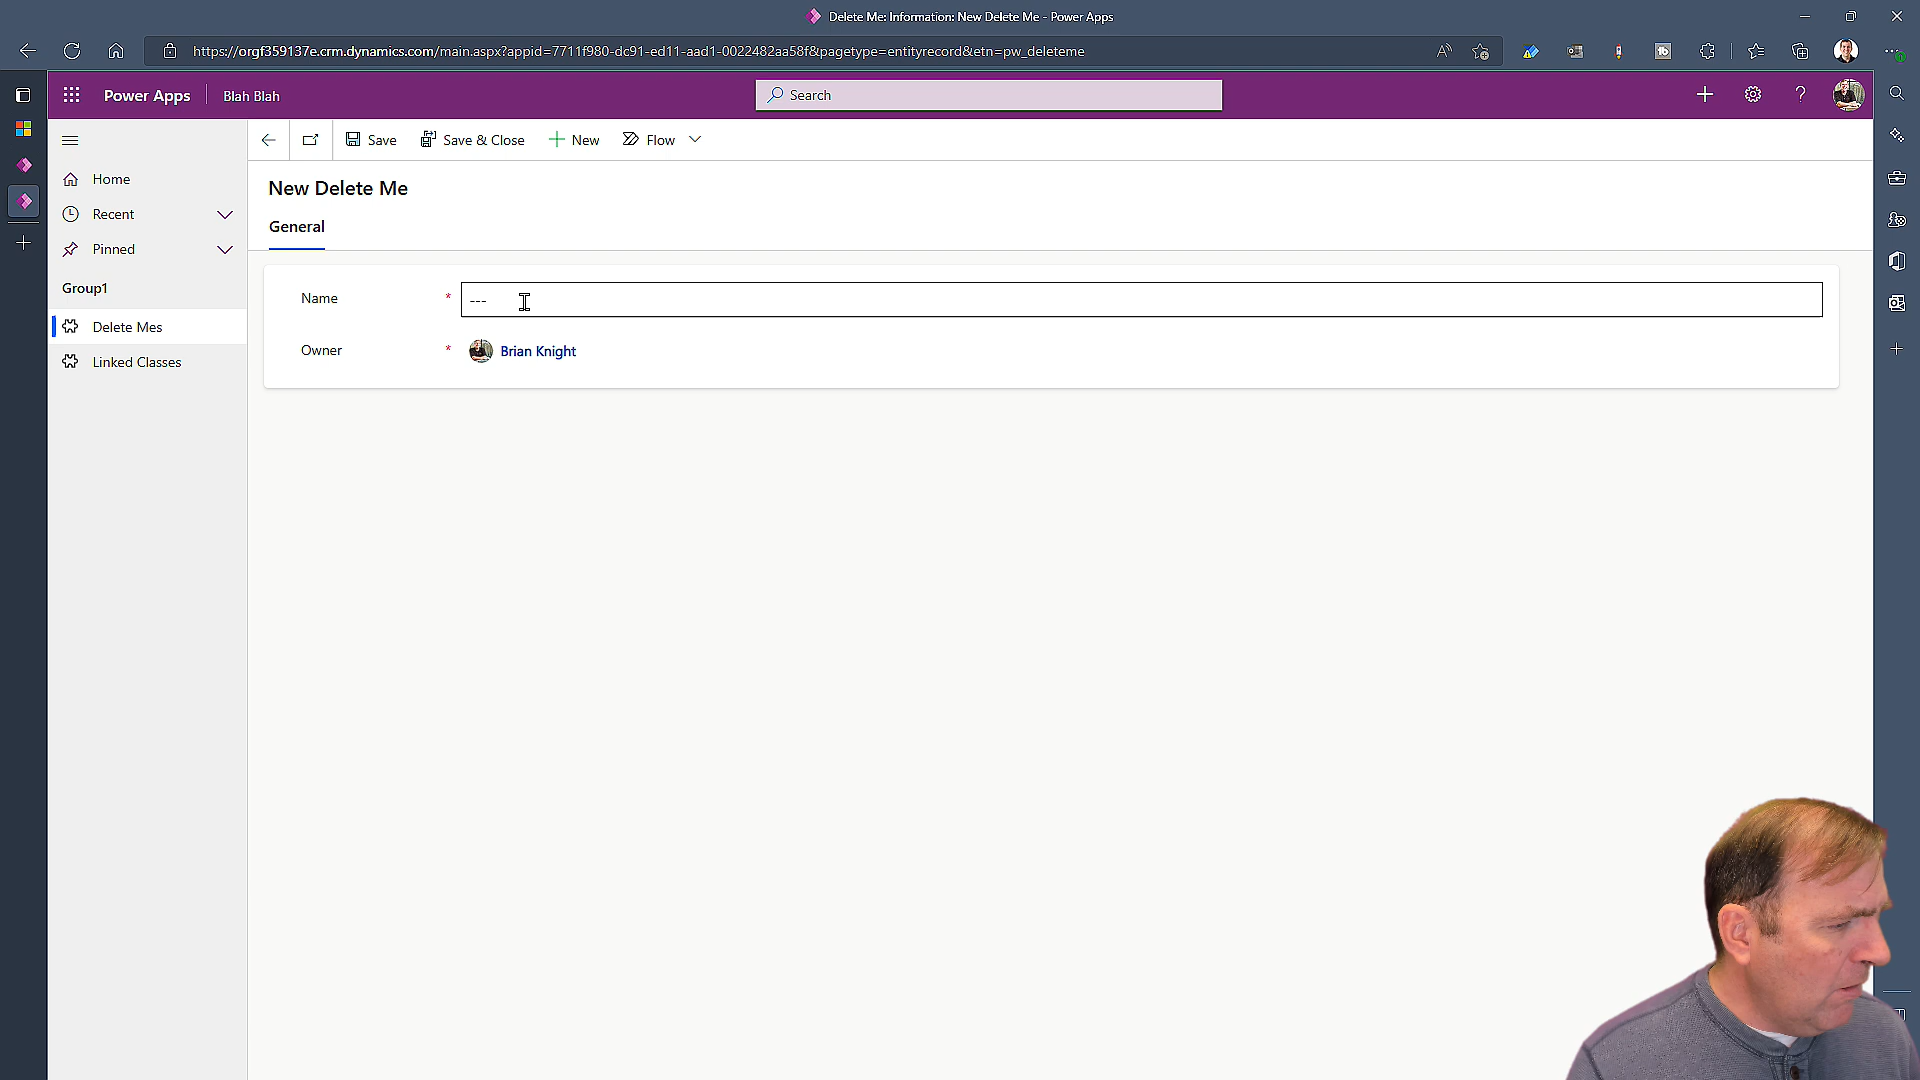 Delete Me: Information: New Delete Me - Power Apps
https://orgf359137e.crm.dynamics.com/main.aspx?appid=7711f980-dc91-ed11-aad1-0022482aa58f&pagetype=entityrecord&etn=pw_deleteme
Power Apps
Blah Blah
Search
Save
Save & Close
New
Flow
Home
Recent
Pinned
Group1
Delete Mes
Linked Classes
New Delete Me
General
Name *
---
Owner *
Brian Knight